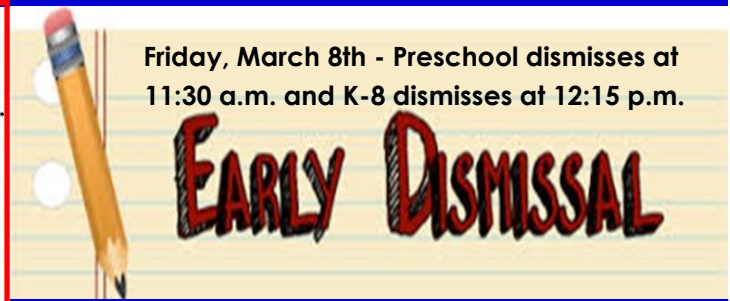 Friday, March 8th - Preschool dismisses at
11:30 a.m. and K-8 dismisses at 12:15 p.m.
EARLY DISMISSAL